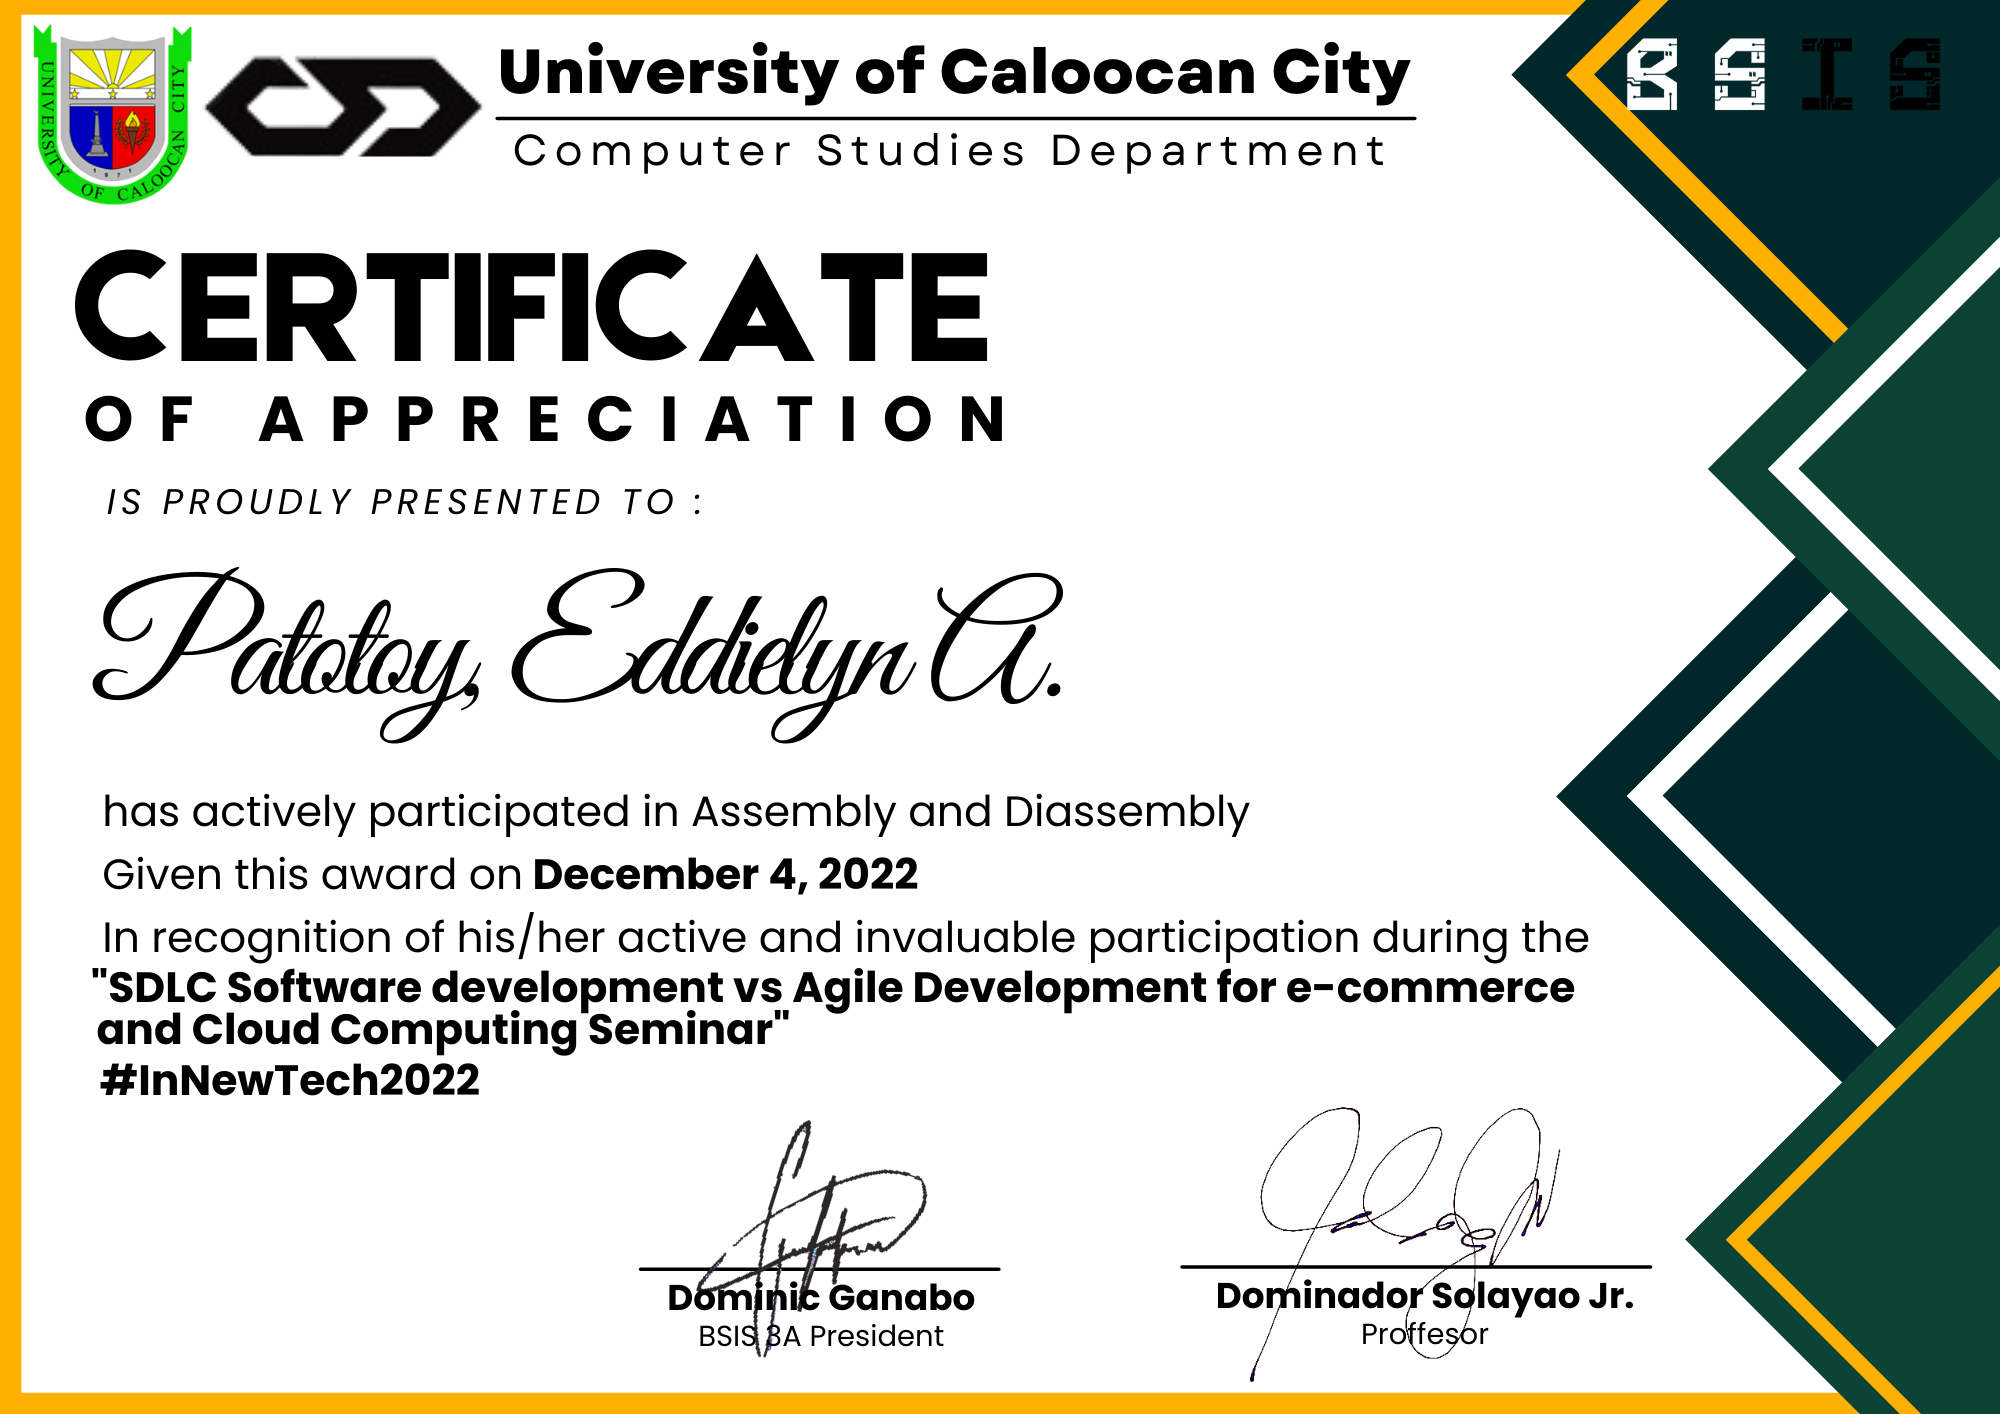 UNIVERSITY OF CALOOCAN CITY
1971
University of Caloocan City
Computer Studies Department
BSIS
CERTIFICATE
OF APPRECIATION
IS PROUDLY PRESENTED TO :
Patotoy, Eddielyn A.
has actively participated in Assembly and Diassembly
Given this award on December 4, 2022
In recognition of his/her active and invaluable participation during the
"SDLC Software development vs Agile Development for e-commerce
and Cloud Computing Seminar"
#InNewTech2022
Dominic Ganabo
BSIS 3A President
Dominador Solayao Jr.
Proffesor